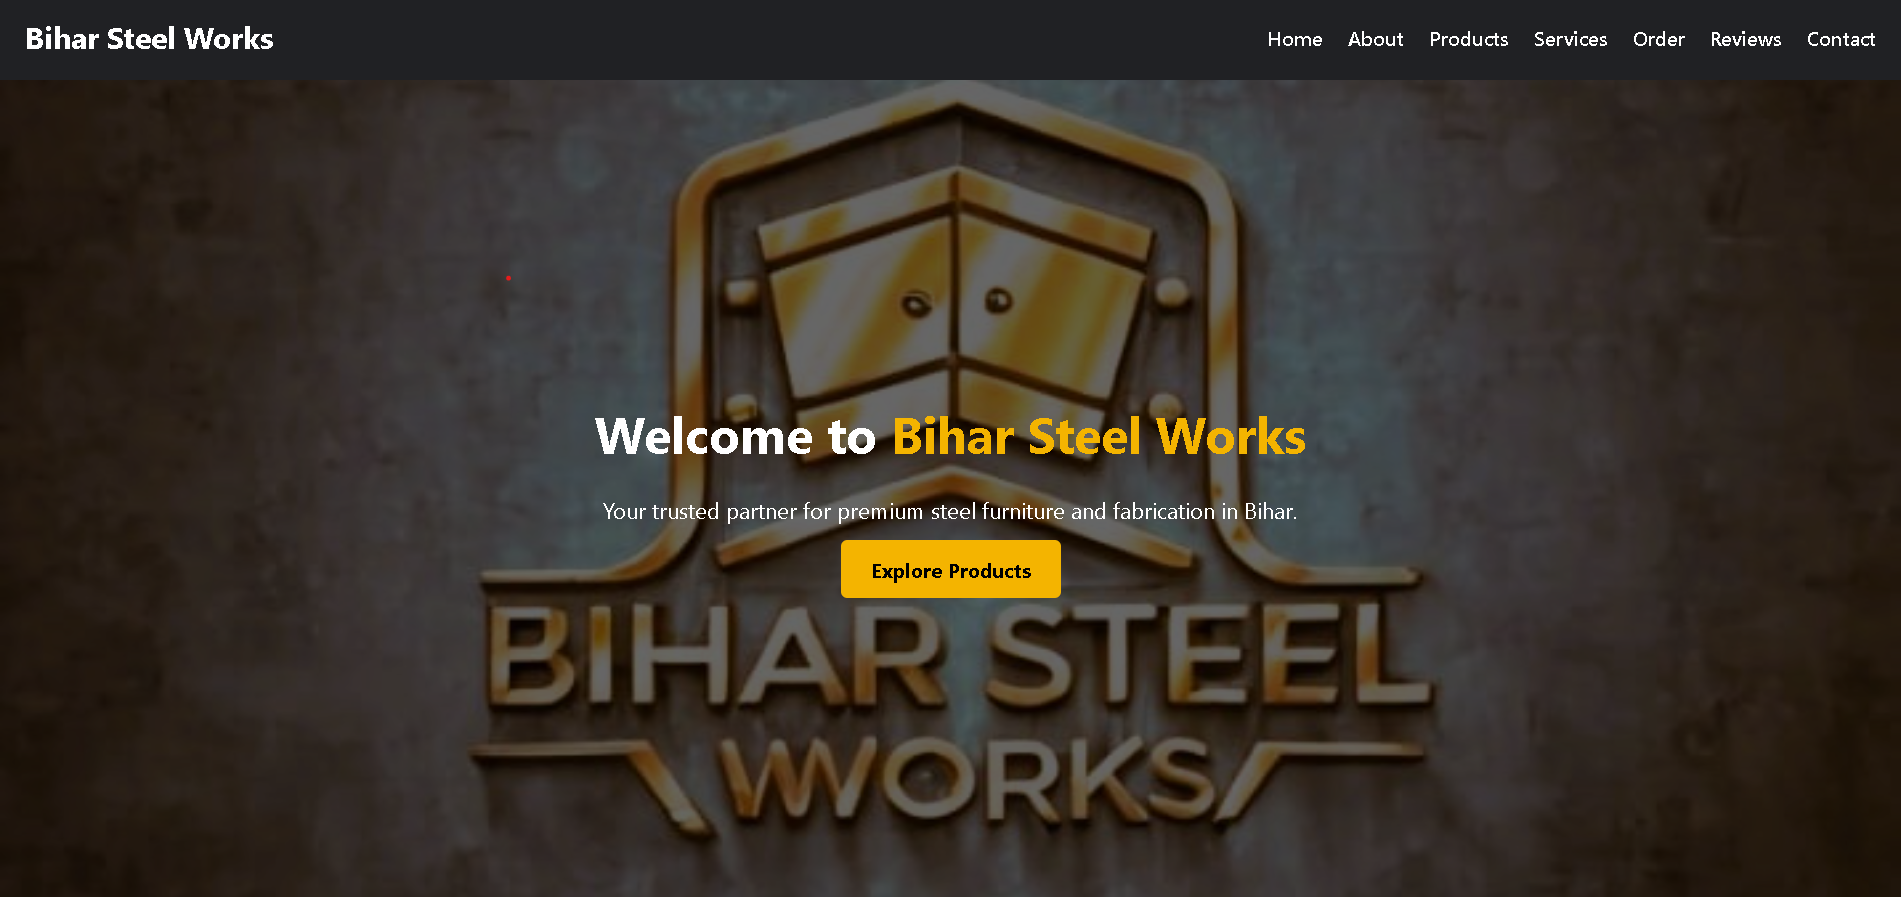 Bihar Steel Works
Home About Products Services Order Reviews Contact
Welcome to Bihar Steel Works
Your trusted partner for premium steel furniture and fabrication in Bihar.
Explore Products
BIHAR STEEL
WORKS